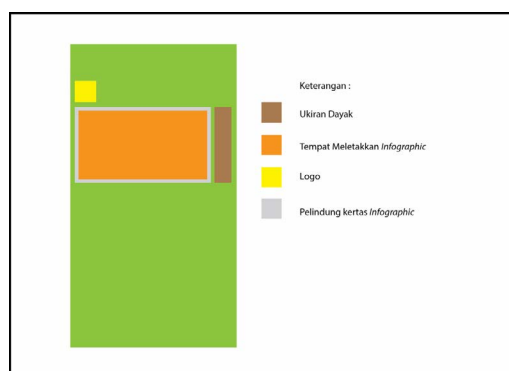 Keterangan :
Ukiran Dayak
Tempat Meletakkan Infographic
Logo
Pelindung kertas Infographic